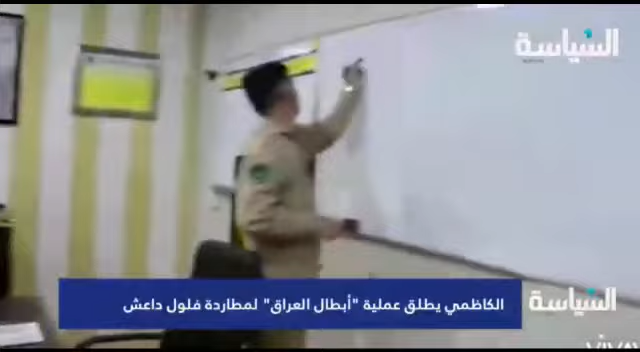 السياسة
الكاظمي يطلق عملية "أبطال العراق" لمطاردة فلول داعش
السياسة